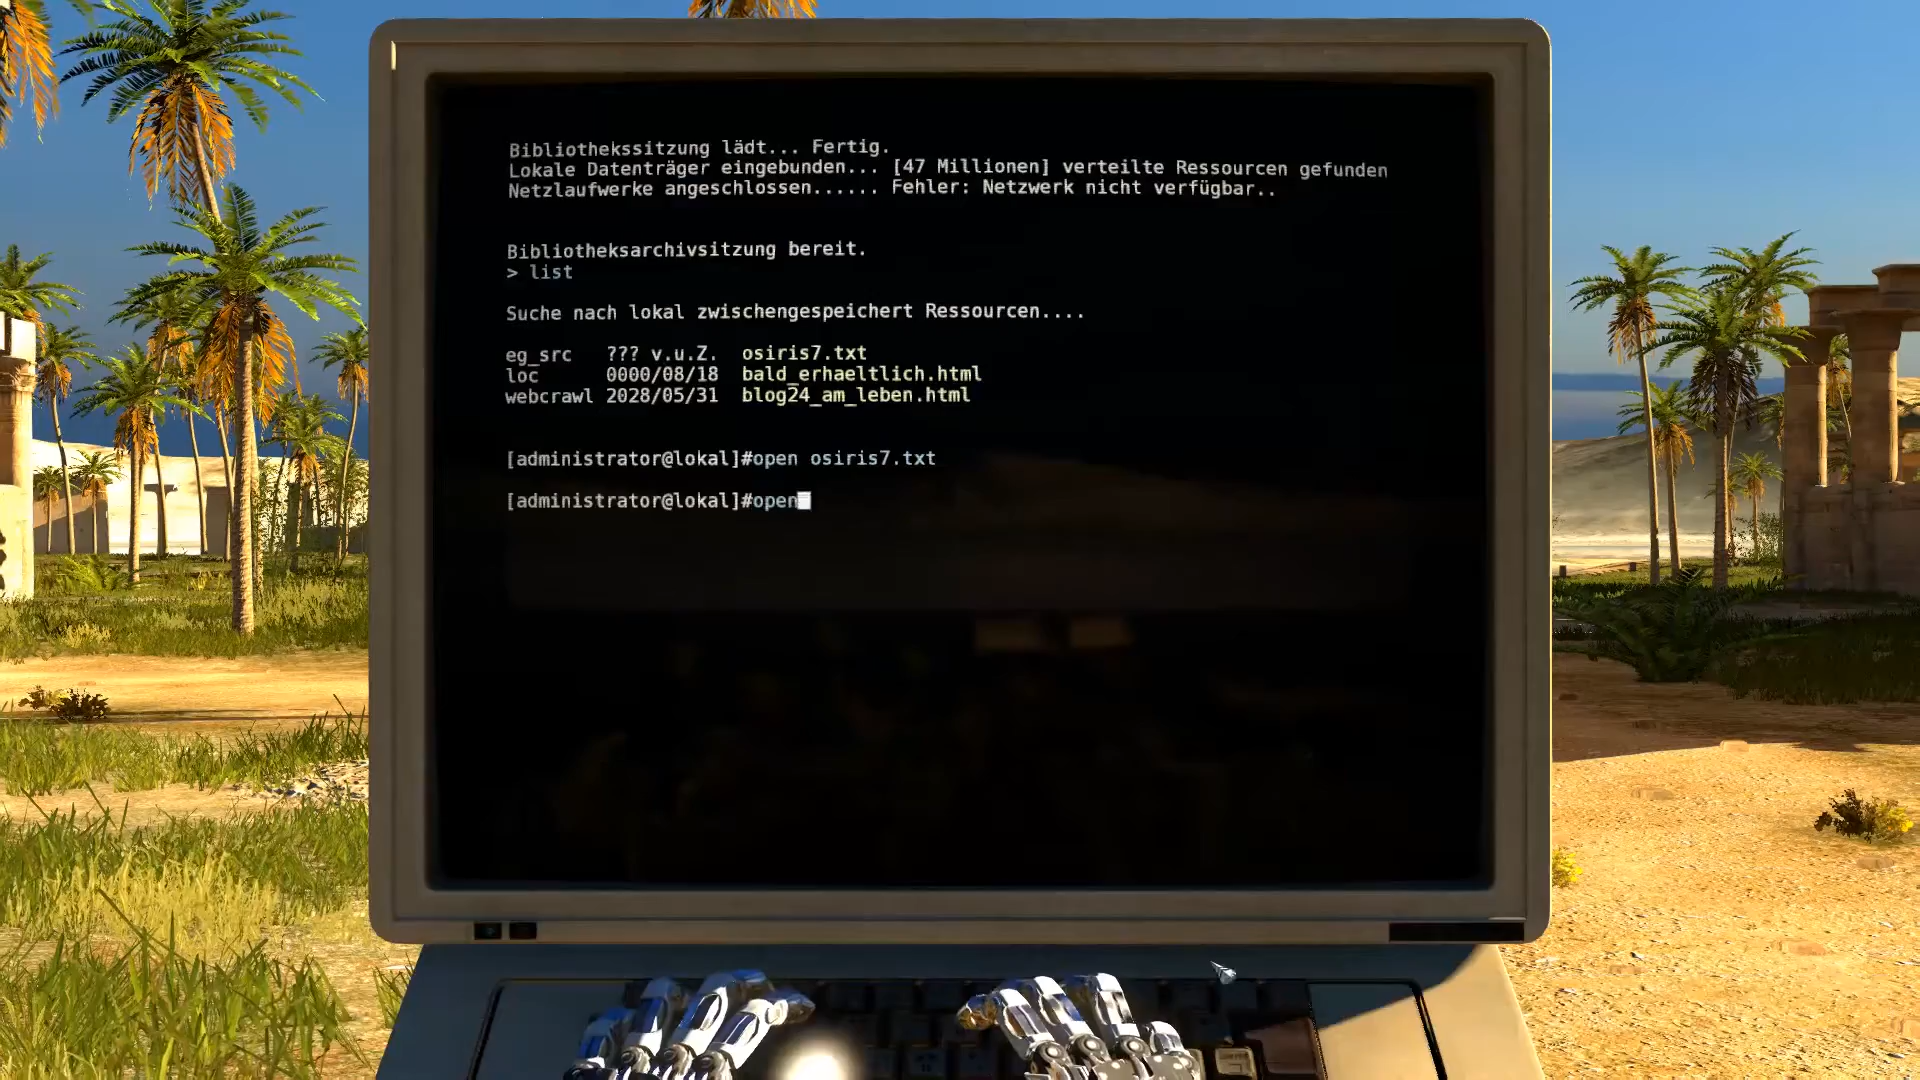 Bibliothekssitzung lädt... Fertig.
Lokale Datenträger eingebunden... [47 Millionen] verteilte Ressourcen gefunden
Netzlaufwerke angeschlossen...... Fehler: Netzwerk nicht verfügbar..
Bibliotheksarchivsitzung bereit.
> list
Suche nach lokal zwischengespeichert Ressourcen....
eg_src ??? v.u.Z. osiris7.txt
loc 0000/08/18 bald_erhaeltlich.html
webcrawl 2028/05/31 blog24_am_leben.html
[administrator@lokal]#open osiris7.txt
[administrator@lokal]#open